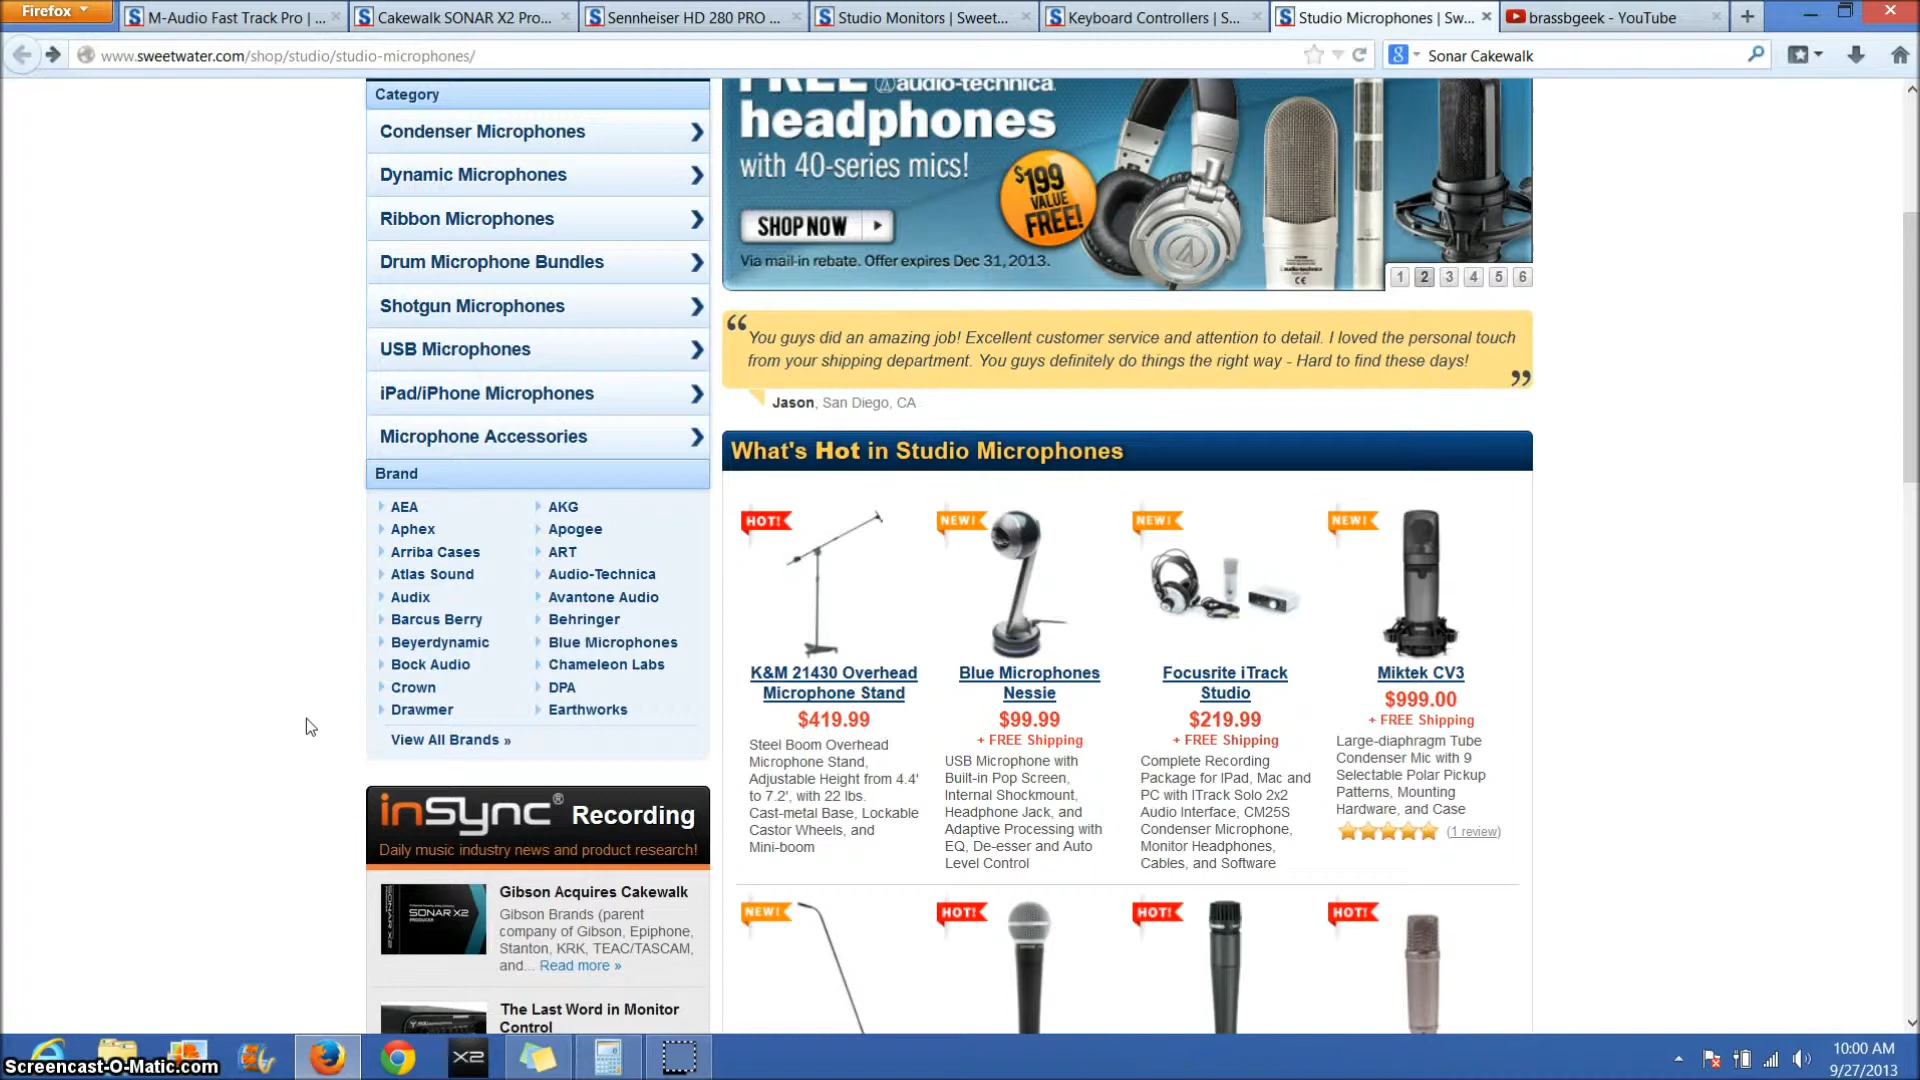 Firefox
M-Audio Fast Track Pro | ...
Cakewalk SONAR X2 Pro...
Sennheiser HD 280 PRO ...
Studio Monitors | Sweet...
Keyboard Controllers | S...
Studio Microphones | Sw...
brassbgeek - YouTube
www.sweetwater.com/shop/studio/studio-microphones/
Sonar Cakewalk
Category
Condenser Microphones
Dynamic Microphones
Ribbon Microphones
Drum Microphone Bundles
Shotgun Microphones
USB Microphones
iPad/iPhone Microphones
Microphone Accessories
Brand
AEA
AKG
Aphex
Apogee
Arriba Cases
ART
Atlas Sound
Audio-Technica
Audix
Avantone Audio
Barcus Berry
Behringer
Beyerdynamic
Blue Microphones
Bock Audio
Chameleon Labs
Crown
DPA
Drawmer
Earthworks
View All Brands »
inSync® Recording
Daily music industry news and product research!
SONAR X2
Gibson Acquires Cakewalk
Gibson Brands (parent
company of Gibson, Epiphone,
Stanton, KRK, TEAC/TASCAM,
and... Read more »
The Last Word in Monitor
Control
FREE audio-technica
headphones
with 40-series mics!
$199
VALUE
FREE!
SHOP NOW
Via mail-in rebate. Offer expires Dec 31, 2013.
1 2 3 4 5 6
“ You guys did an amazing job! Excellent customer service and attention to detail. I loved the personal touch
from your shipping department. You guys definitely do things the right way - Hard to find these days! ”
Jason, San Diego, CA
What's Hot in Studio Microphones
HOT!
K&M 21430 Overhead
Microphone Stand
$419.99
Steel Boom Overhead
Microphone Stand,
Adjustable Height from 4.4'
to 7.2', with 22 lbs.
Cast-metal Base, Lockable
Castor Wheels, and
Mini-boom
NEW!
Blue Microphones
Nessie
$99.99
+ FREE Shipping
USB Microphone with
Built-in Pop Screen,
Internal Shockmount,
Headphone Jack, and
Adaptive Processing with
EQ, De-esser and Auto
Level Control
NEW!
Focusrite iTrack
Studio
$219.99
+ FREE Shipping
Complete Recording
Package for IPad, Mac and
PC with ITrack Solo 2x2
Audio Interface, CM25S
Condenser Microphone,
Monitor Headphones,
Cables, and Software
NEW!
Miktek CV3
$999.00
+ FREE Shipping
Large-diaphragm Tube
Condenser Mic with 9
Selectable Polar Pickup
Patterns, Mounting
Hardware, and Case
(1 review)
NEW!
HOT!
HOT!
HOT!
X2
Screencast-O-Matic.com
10:00 AM
9/27/2013